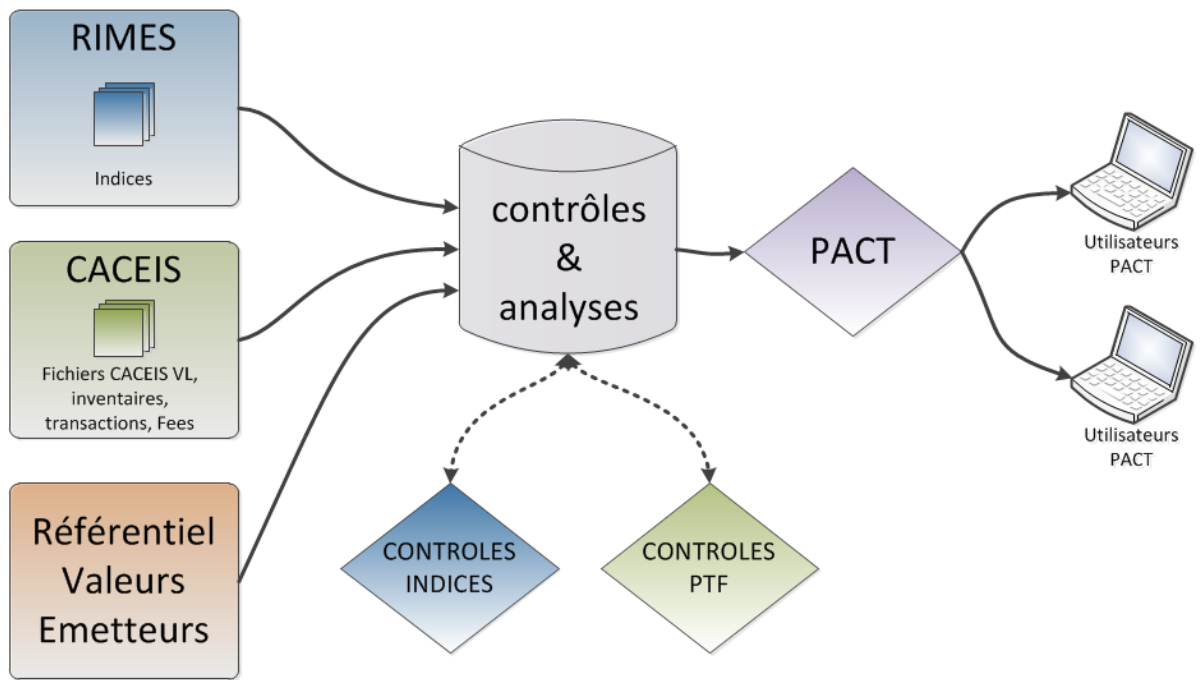 RIMES
Indices
CACEIS
Fichiers CACEIS VL,
inventaires,
transactions, Fees
Référentiel
Valeurs
Emetteurs
contrôles
&
analyses
CONTROLES
INDICES
CONTROLES
PTF
PACT
Utilisateurs
PACT
Utilisateurs
PACT